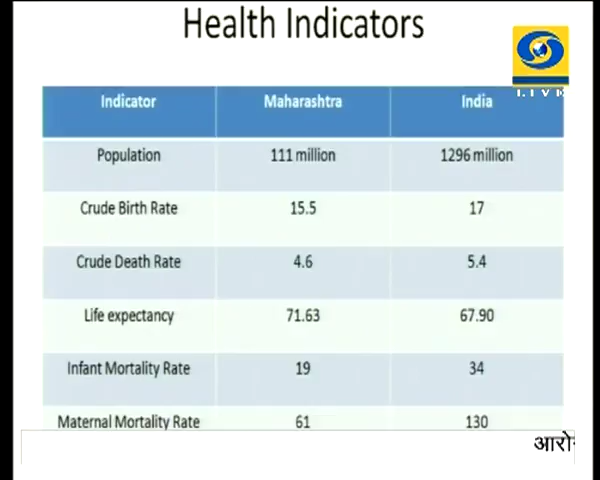 Health Indicators
LIVE
Indicator Maharashtra India
Population 111 million 1296 million
Crude Birth Rate 15.5 17
Crude Death Rate 4.6 5.4
Life expectancy 71.63 67.90
Infant Mortality Rate 19 34
Maternal Mortality Rate 61 130